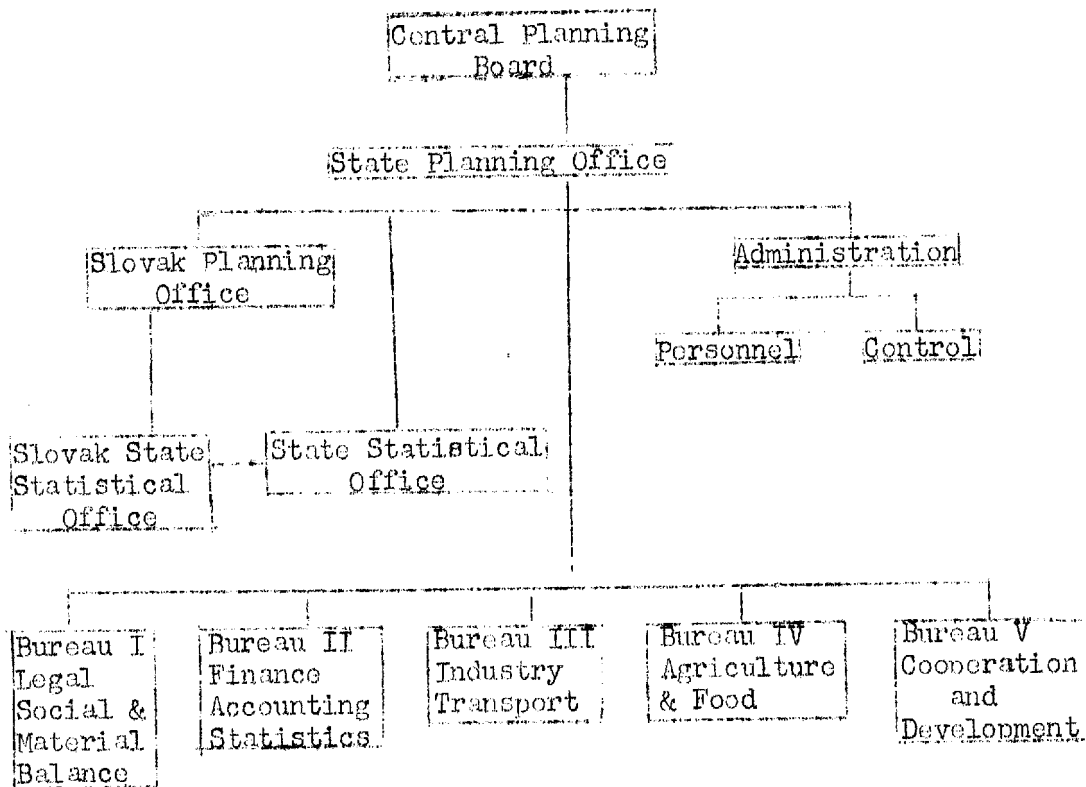 Central Planning
Board
State Planning Office
Slovak Planning
Office
Administration
Personnel
Control
Slovak State
Statistical
Office
State Statistical
Office
Bureau I
Legal
Social &
Material
Balance
Bureau II
Finance
Accounting
Statistics
Bureau III
Industry
Transport
Bureau IV
Agriculture
& Food
Bureau V
Cooperation
and
Development